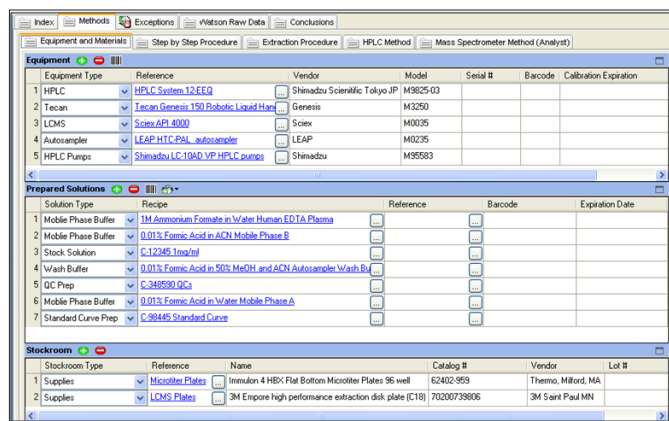 Index Methods Exceptions Watson Raw Data Conclusions
Equipment and Materials Step by Step Procedure Extraction Procedure HPLC Method Mass Spectrometer Method (Analyst)
Equipment
Equipment Type Reference Vendor Model Serial # Barcode Calibration Expiration
1 HPLC HPLC System 12-EEQ ... Shimadzu Scienitific Tokyo JP M9825-03
2 Tecan Tecan Genesis 150 Robotic Liquid Han ... Genesis M3250
3 LCMS Sciex API 4000 ... Sciex M0035
4 Autosampler LEAP HTC-PAL autosampler ... LEAP M0235
5 HPLC Pumps Shimadzu LC-10AD VP HPLC pumps ... Shimadzu M95583
Prepared Solutions
Solution Type Recipe Reference Barcode Expiration Date
1 Moblie Phase Buffer 1M Ammonium Formate in Water Human EDTA Plasma ... ...
2 Moblie Phase Buffer 0.01% Formic Acid in ACN Mobile Phase B ... ...
3 Stock Solution C-12345 1mg/ml ... ...
4 Wash Buffer 0.01% Formic Acid in 50% MeOH and ACN Autosampler Wash Bu ... ...
5 QC Prep C-348590 QCs ... ...
6 Moblie Phase Buffer 0.01% Formic Acid in Water Mobile Phase A ... ...
7 Standard Curve Prep C-98445 Standard Curve ... ...
Stockroom
Stockroom Type Reference Name Catalog # Vendor Lot #
1 Supplies Microtiter Plates ... Immulon 4 HBX Flat Bottom Microtiter Plates 96 well 62402-959 Thermo, Milford, MA
2 Supplies LCMS Plates ... 3M Empore high performance extraction disk plate (C18) 70200739806 3M Saint Paul MN